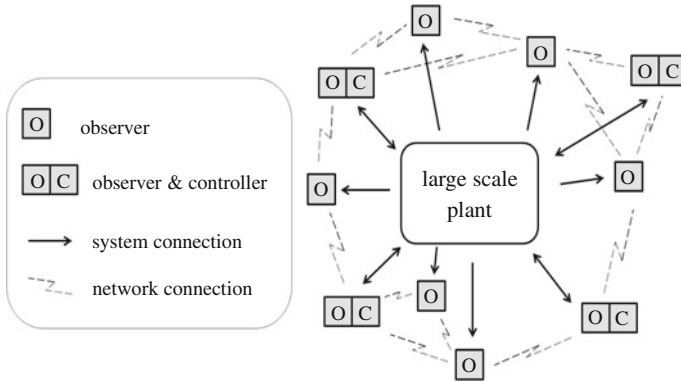 O
O
O C
O C
O
observer
O C
observer & controller
large scale
plant
O
O
system connection
network connection
O
O C
O C
O